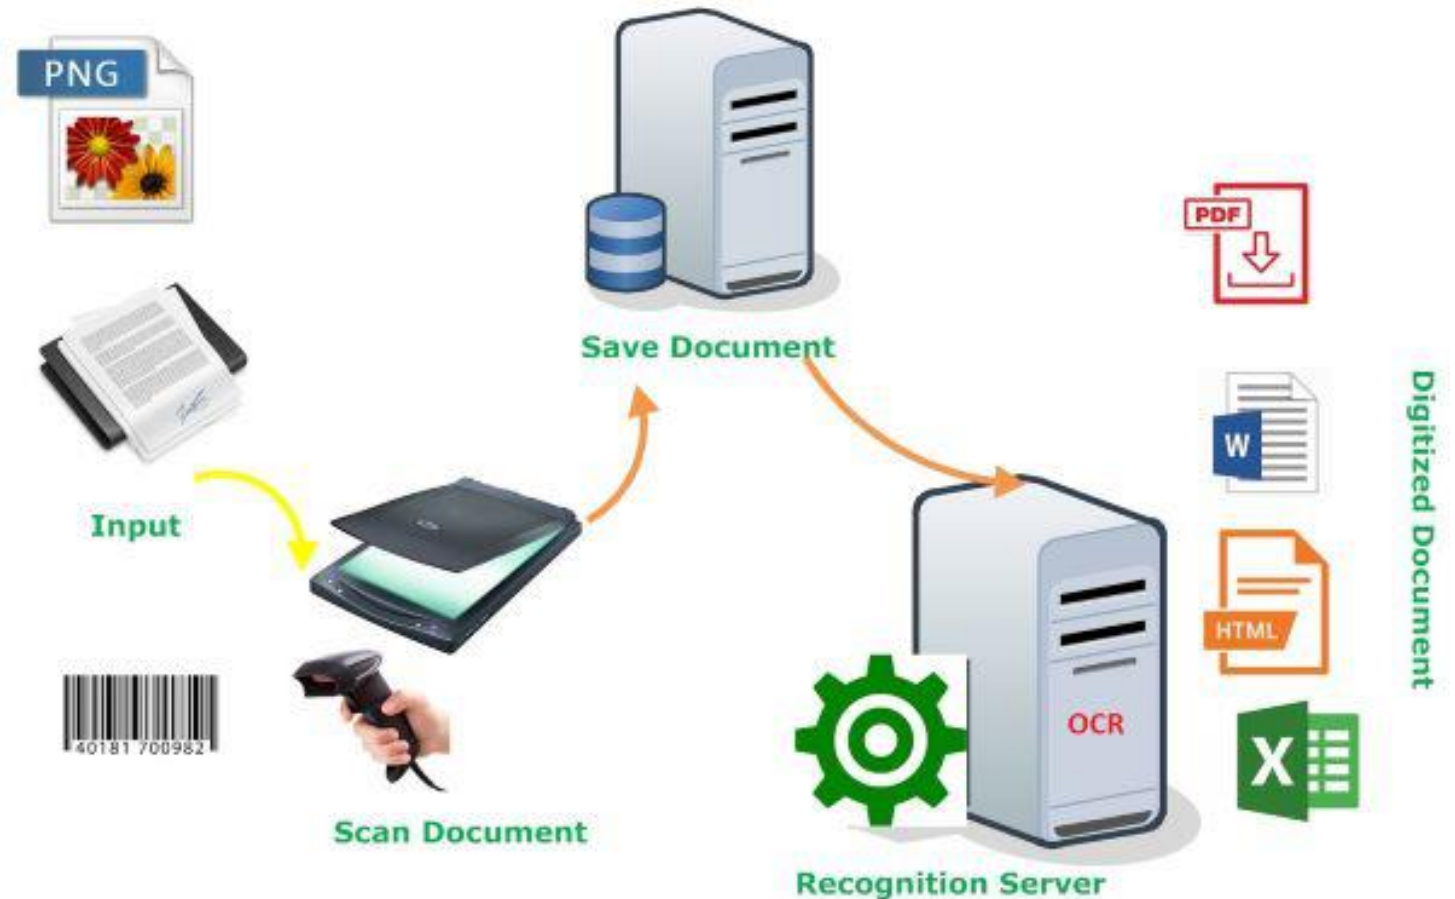 PNG
Input
40181 700982
Scan Document
Save Document
OCR
Recognition Server
PDF
W
HTML
X
Digitized Document